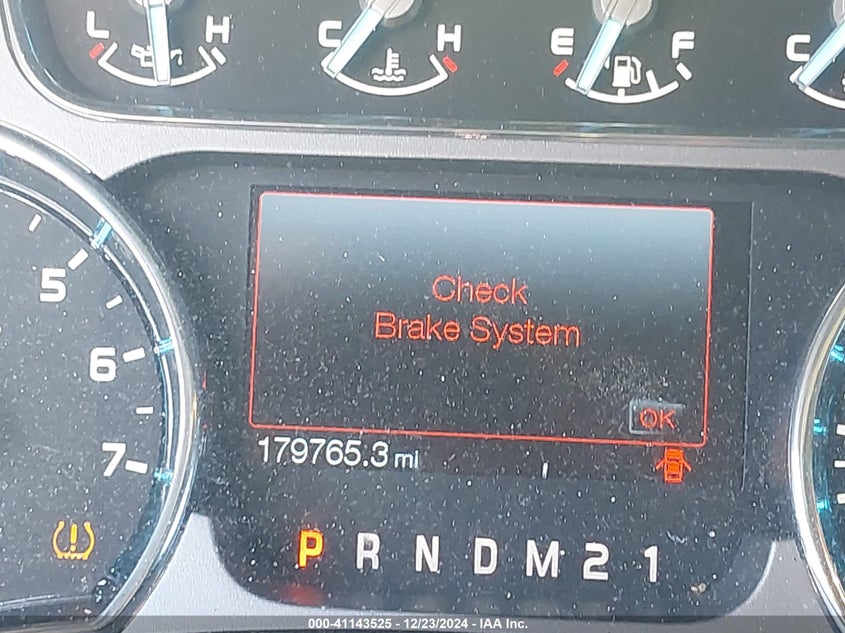 L H C H E F C
Check
Brake System
OK
179765.3 mi
5
6
7
P R N D M 2 1
000-41143525 - 12/23/2024 - IAA Inc.